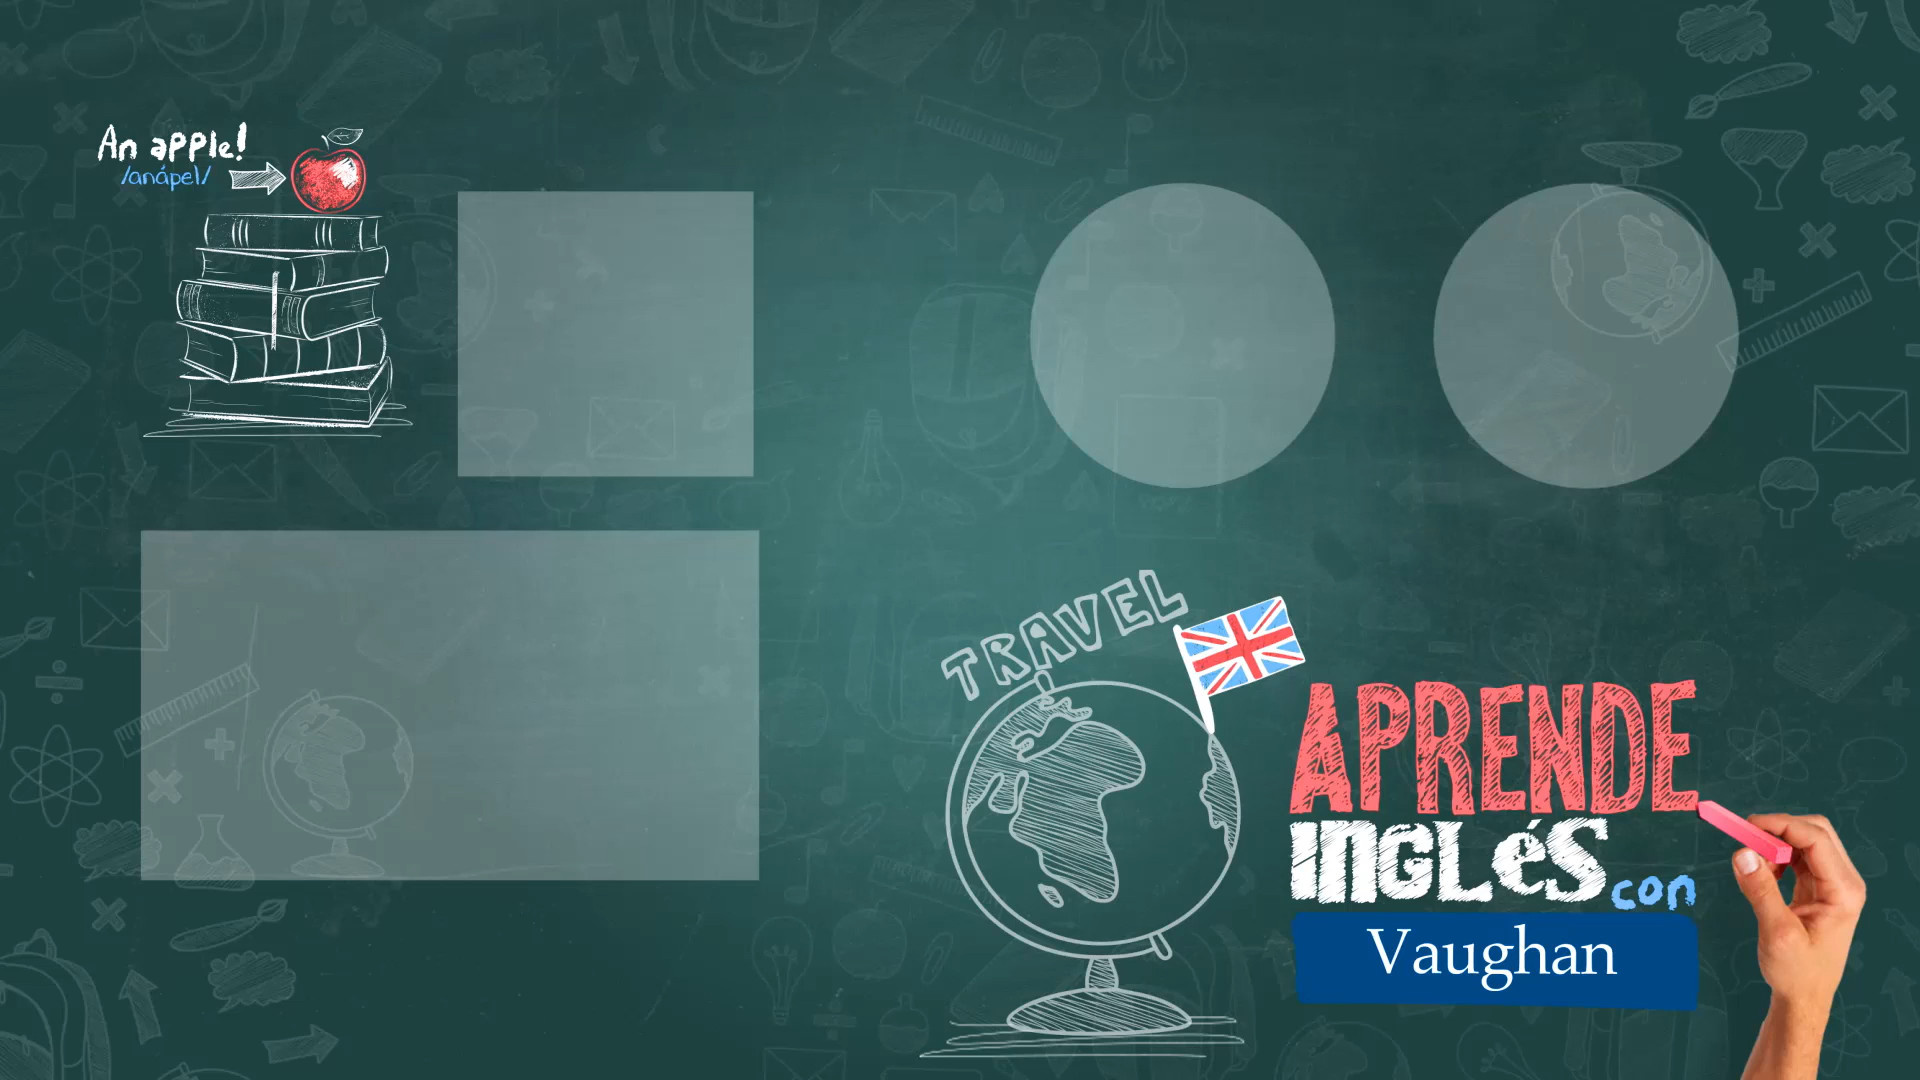 An apple!
/anápel/
TRAVEL
APRENDE
INGLéS con
Vaughan